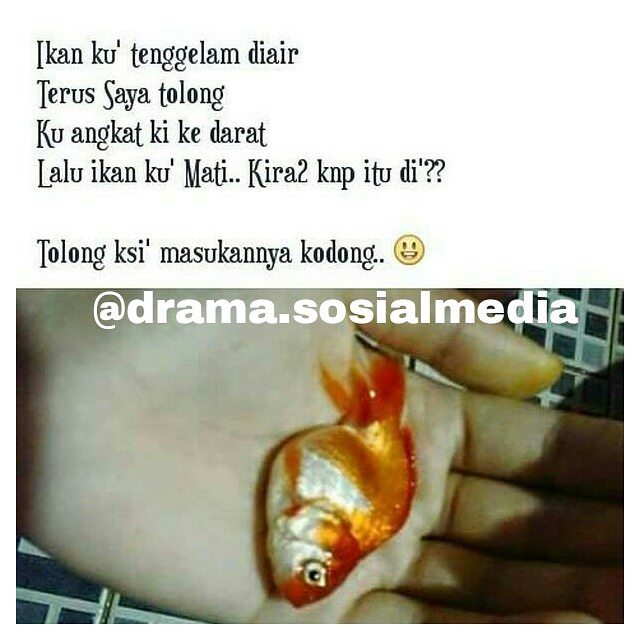 Ikan ku' tenggelam diair
Terus Saya tolong
Ku angkat ki ke darat
Lalu ikan ku' Mati.. Kira2 knp itu di'??
Tolong ksi' masukannya kodong.. 😃
@drama.sosialmedia